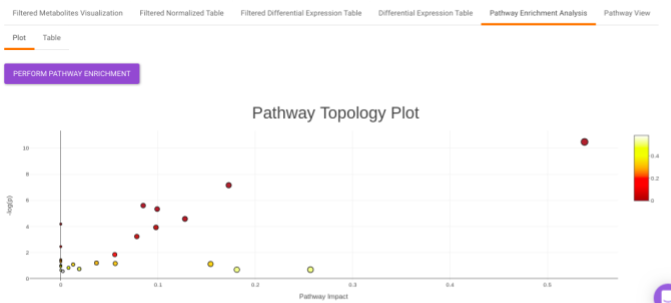 Filtered Metabolites Visualization Filtered Normalized Table Filtered Differential Expression Table Differential Expression Table Pathway Enrichment Analysis Pathway View
Plot Table
PERFORM PATHWAY ENRICHMENT
Pathway Topology Plot
10
8
6
4
2
0
-log(p)
0 0.1 0.2 0.3 0.4 0.5
Pathway Impact
0.4
0.2
0